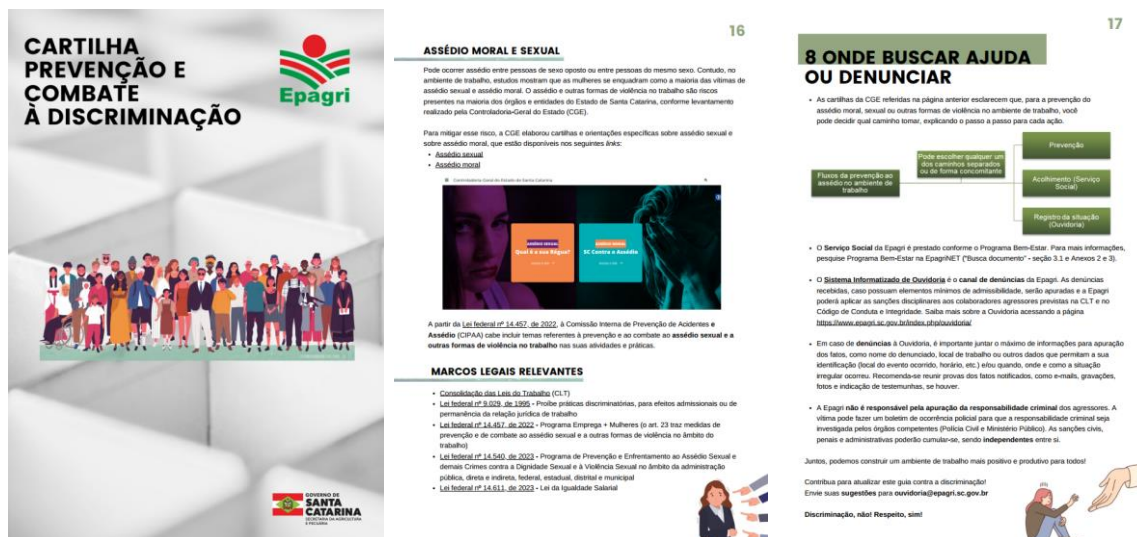 CARTILHA
PREVENÇÃO E
COMBATE
À DISCRIMINAÇÃO
Epagri
GOVERNO DE
SANTA
CATARINA
SECRETARIA DA AGRICULTURA
E PECUÁRIA
16
ASSÉDIO MORAL E SEXUAL
Pode ocorrer assédio entre pessoas de sexo oposto ou entre pessoas do mesmo sexo. Contudo, no
ambiente de trabalho, estudos mostram que as mulheres se enquadram como a maioria das vítimas de
assédio sexual e assédio moral. O assédio e outras formas de violência no trabalho são riscos
presentes na maioria dos órgãos e entidades do Estado de Santa Catarina, conforme levantamento
realizado pela Controladoria-Geral do Estado (CGE).
Para mitigar esse risco, a CGE elaborou cartilhas e orientações específicas sobre assédio sexual e
sobre assédio moral, que estão disponíveis nos seguintes links:
• Assédio sexual
• Assédio moral
Controladoria-Geral do Estado de Santa Catarina
ASSÉDIO SEXUAL
Qual é a sua Régua?
ASSÉDIO SEXUAL
SC Contra o Assédio
A partir da Lei federal nº 14.457, de 2022, à Comissão Interna de Prevenção de Acidentes e
Assédio (CIPAA) cabe incluir temas referentes à prevenção e ao combate ao assédio sexual e a
outras formas de violência no trabalho nas suas atividades e práticas.
MARCOS LEGAIS RELEVANTES
• Consolidação das Leis do Trabalho (CLT)
• Lei federal nº 9.029, de 1995 - Proíbe práticas discriminatórias, para efeitos admissionais ou de
permanência da relação jurídica de trabalho
• Lei federal nº 14.457, de 2022 - Programa Emprega + Mulheres (o art. 23 traz medidas de
prevenção e de combate ao assédio sexual e a outras formas de violência no âmbito do
trabalho)
• Lei federal nº 14.540, de 2023 - Programa de Prevenção e Enfrentamento ao Assédio Sexual e
demais Crimes contra a Dignidade Sexual e à Violência Sexual no âmbito da administração
pública, direta e indireta, federal, estadual, distrital e municipal
• Lei federal nº 14.611, de 2023 - Lei da Igualdade Salarial
17
8 ONDE BUSCAR AJUDA
OU DENUNCIAR
• As cartilhas da CGE referidas na página anterior esclarecem que, para a prevenção do
assédio moral, sexual ou outras formas de violência no ambiente de trabalho, você
pode decidir qual caminho tomar, explicando o passo a passo para cada ação.
Fluxos da prevenção ao
assédio no ambiente de
trabalho
Pode escolher qualquer um
dos caminhos separados
ou de forma concomitante
Prevenção
Acolhimento (Serviço
Social)
Registro da situação
(Ouvidoria)
• O Serviço Social da Epagri é prestado conforme o Programa Bem-Estar. Para mais informações,
pesquise Programa Bem-Estar na EpagriNET ("Busca documento" - seção 3.1 e Anexos 2 e 3).
• O Sistema Informatizado de Ouvidoria é o canal de denúncias da Epagri. As denúncias
recebidas, caso possuam elementos mínimos de admissibilidade, serão apuradas e a Epagri
poderá aplicar as sanções disciplinares aos colaboradores agressores previstas na CLT e no
Código de Conduta e Integridade. Saiba mais sobre a Ouvidoria acessando a página
https://www.epagri.sc.gov.br/index.php/ouvidoria/
• Em caso de denúncias à Ouvidoria, é importante juntar o máximo de informações para apuração
dos fatos, como nome do denunciado, local de trabalho ou outros dados que permitam a sua
identificação (local do evento ocorrido, horário, etc.) e/ou quando, onde e como a situação
irregular ocorreu. Recomenda-se reunir provas dos fatos notificados, como e-mails, gravações,
fotos e indicação de testemunhas, se houver.
• A Epagri não é responsável pela apuração da responsabilidade criminal dos agressores. A
vítima pode fazer um boletim de ocorrência policial para que a responsabilidade criminal seja
investigada pelos órgãos competentes (Polícia Civil e Ministério Público). As sanções civis,
penais e administrativas poderão cumular-se, sendo independentes entre si.
Juntos, podemos construir um ambiente de trabalho mais positivo e produtivo para todos!
Contribua para atualizar este guia contra a discriminação!
Envie suas sugestões para ouvidoria@epagri.sc.gov.br
Discriminação, não! Respeito, sim!